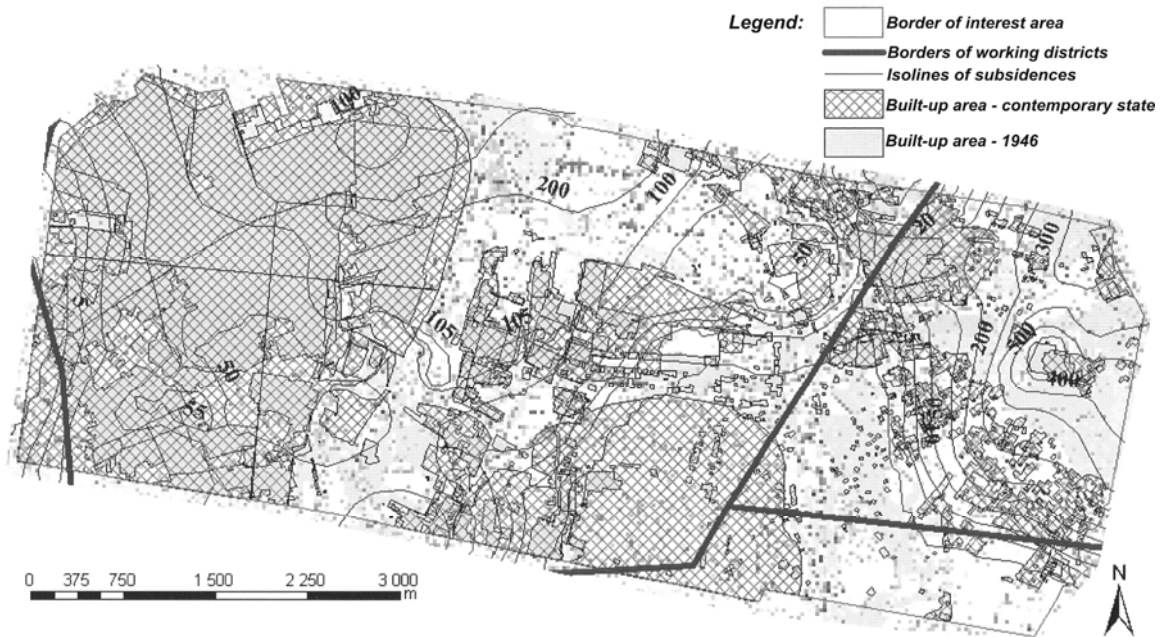 Legend:
Border of interest area
Borders of working districts
Isolines of subsidences
Built-up area - contemporary state
Built-up area - 1946
100
200
100
20
300
50
105
105
200
300
400
50
55
0 375 750 1 500 2 250 3 000
m
N